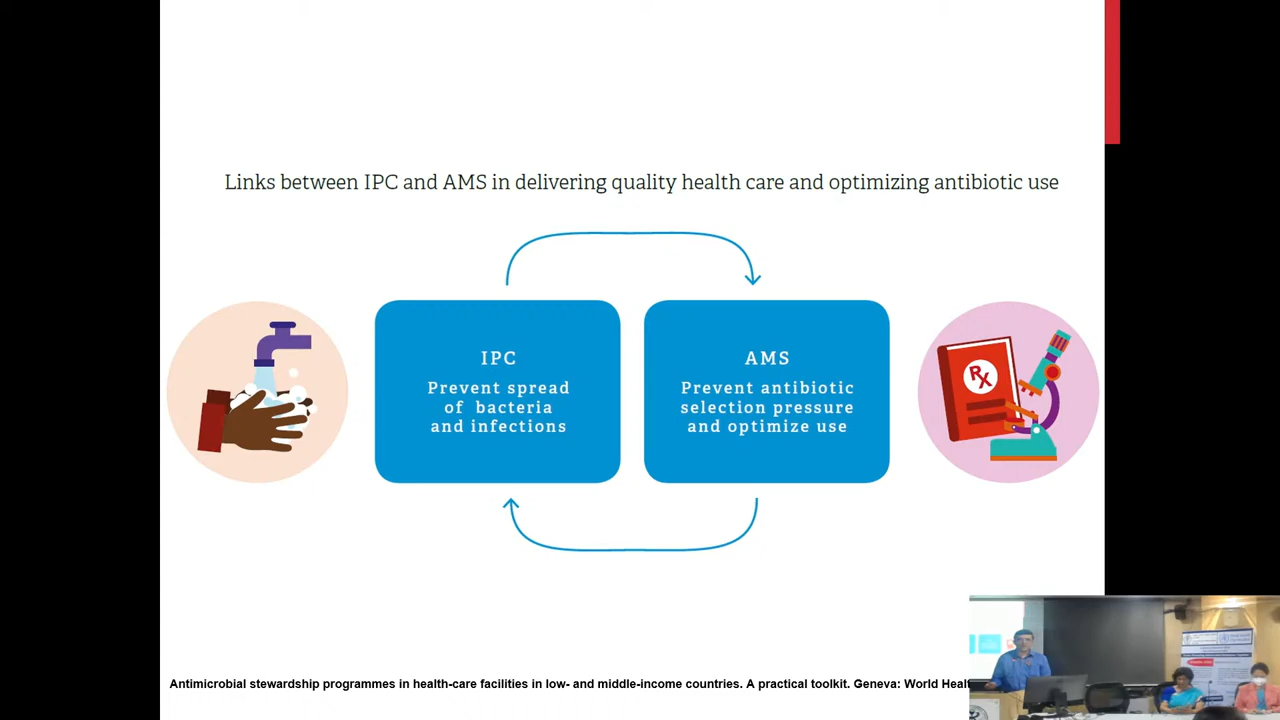 Links between IPC and AMS in delivering quality health care and optimizing antibiotic use
IPC
Prevent spread
of bacteria
and infections
AMS
Prevent antibiotic
selection pressure
and optimize use
RX
Antimicrobial stewardship programmes in health-care facilities in low- and middle-income countries. A practical toolkit. Geneva: World